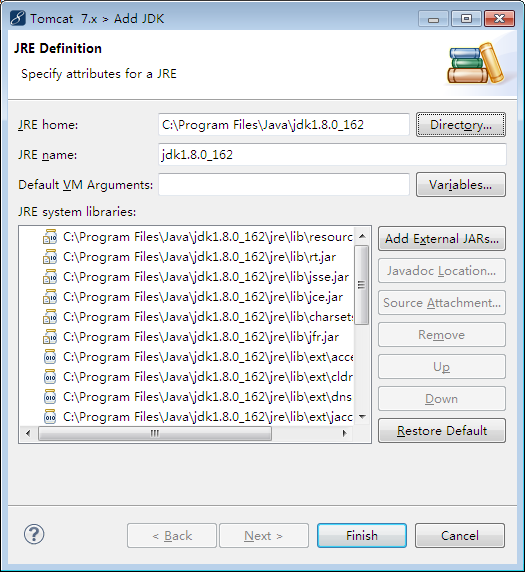 Tomcat 7.x > Add JDK
JRE Definition
Specify attributes for a JRE
JRE home:
C:\Program Files\Java\jdk1.8.0_162
Directory...
JRE name:
jdk1.8.0_162
Default VM Arguments:
Variables...
JRE system libraries:
C:\Program Files\Java\jdk1.8.0_162\jre\lib\resourc
C:\Program Files\Java\jdk1.8.0_162\jre\lib\rt.jar
C:\Program Files\Java\jdk1.8.0_162\jre\lib\jsse.jar
C:\Program Files\Java\jdk1.8.0_162\jre\lib\jce.jar
C:\Program Files\Java\jdk1.8.0_162\jre\lib\charsets
C:\Program Files\Java\jdk1.8.0_162\jre\lib\jfr.jar
C:\Program Files\Java\jdk1.8.0_162\jre\lib\ext\acce
C:\Program Files\Java\jdk1.8.0_162\jre\lib\ext\cldr
C:\Program Files\Java\jdk1.8.0_162\jre\lib\ext\dns
C:\Program Files\Java\jdk1.8.0_162\jre\lib\ext\jacc
Add External JARs...
Javadoc Location...
Source Attachment...
Remove
Up
Down
Restore Default
?
< Back
Next >
Finish
Cancel